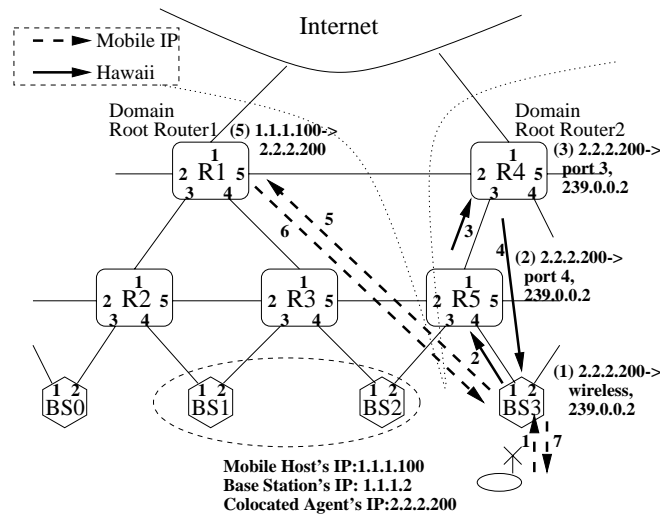 Internet
Mobile IP
Hawaii
Domain
Root Router1
(5) 1.1.1.100->
2.2.2.200
Domain
Root Router2
(3) 2.2.2.200->
port 3,
239.0.0.2
1
2 R1 5
3 4
1
2 R4 5
3 4
5
6
3
4
(2) 2.2.2.200->
port 4,
239.0.0.2
1
2 R2 5
3 4
1
2 R3 5
3 4
1
2 R5 5
3 4
2
(1) 2.2.2.200->
wireless,
239.0.0.2
1 2
BS0
1 2
BS1
1 2
BS2
1 2
BS3
1 7
Mobile Host's IP:1.1.1.100
Base Station's IP: 1.1.1.2
Colocated Agent's IP:2.2.2.200